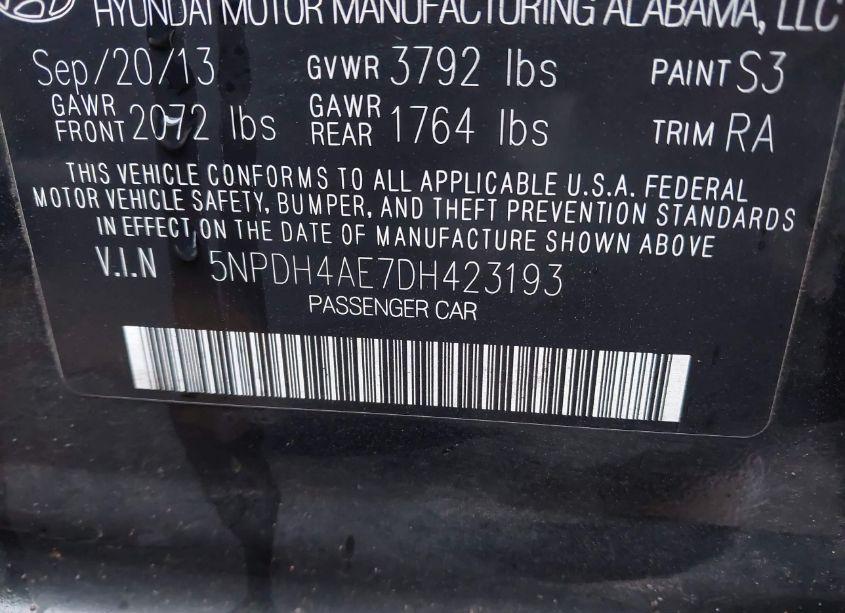 HYUNDAI MOTOR MANUFACTURING ALABAMA, LLC
Sep/20/13 GVWR 3792 lbs PAINT S3
GAWR FRONT 2072 lbs GAWR REAR 1764 lbs TRIM RA
THIS VEHICLE CONFORMS TO ALL APPLICABLE U.S.A. FEDERAL
MOTOR VEHICLE SAFETY, BUMPER, AND THEFT PREVENTION STANDARDS
IN EFFECT ON THE DATE OF MANUFACTURE SHOWN ABOVE
V.I.N 5NPDH4AE7DH423193
PASSENGER CAR